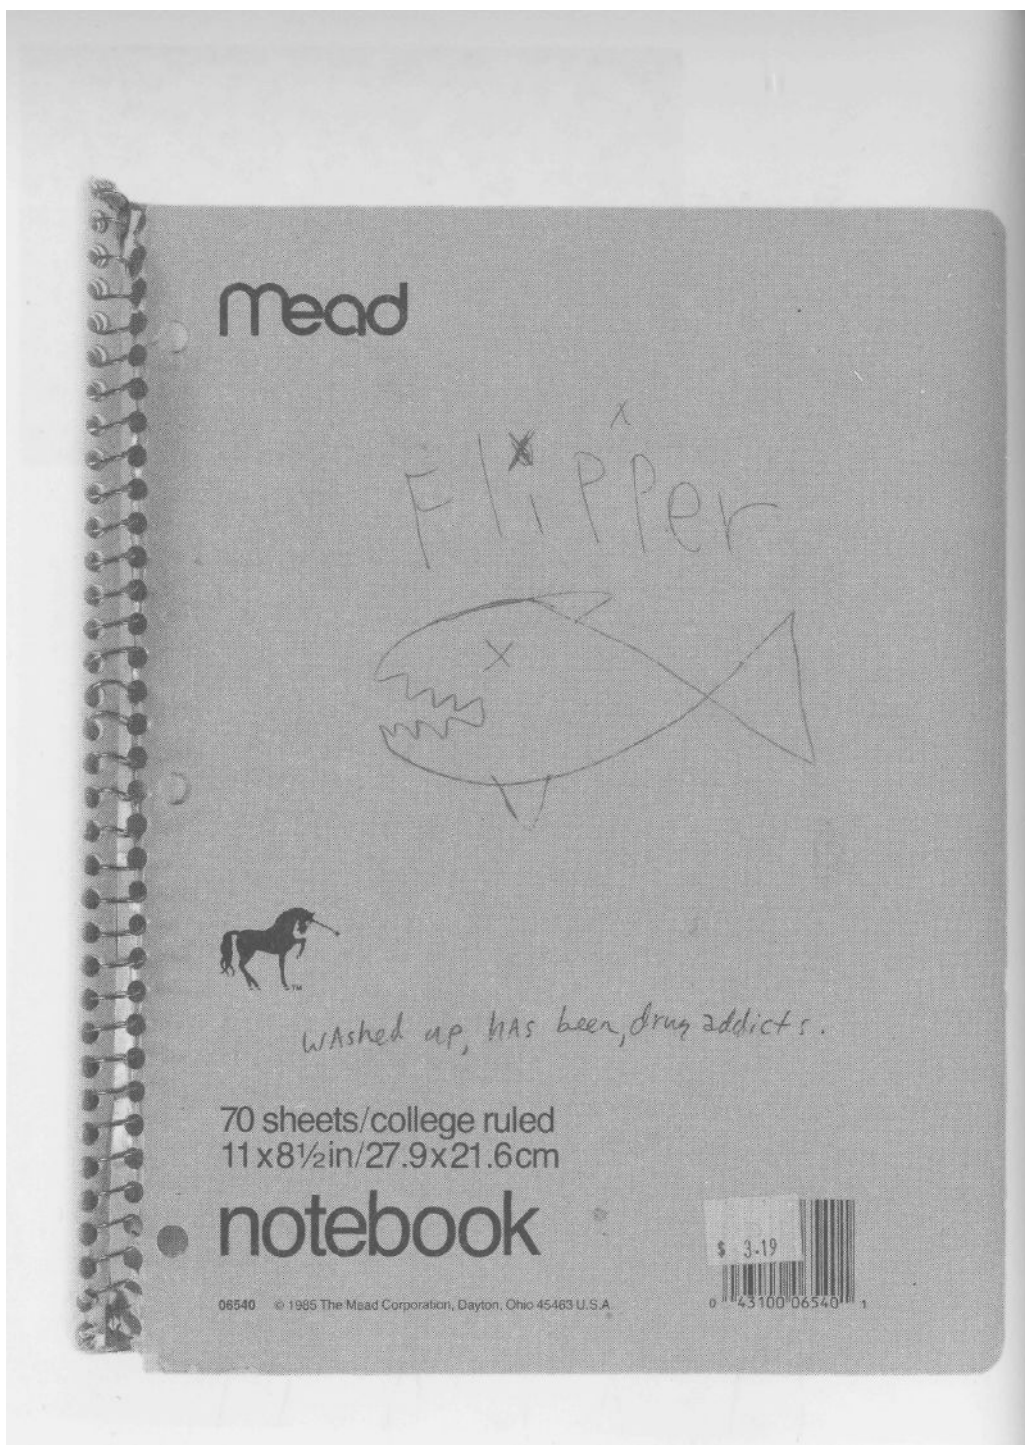 mead
x
Flipper
x
washed up, hAs been, drug addicts.
70 sheets/college ruled
11x8½in/27.9x21.6cm
notebook
$ 3.19
06540 © 1985 The Mead Corporation, Dayton, Ohio 45463 U.S.A.
0 43100 06540 1